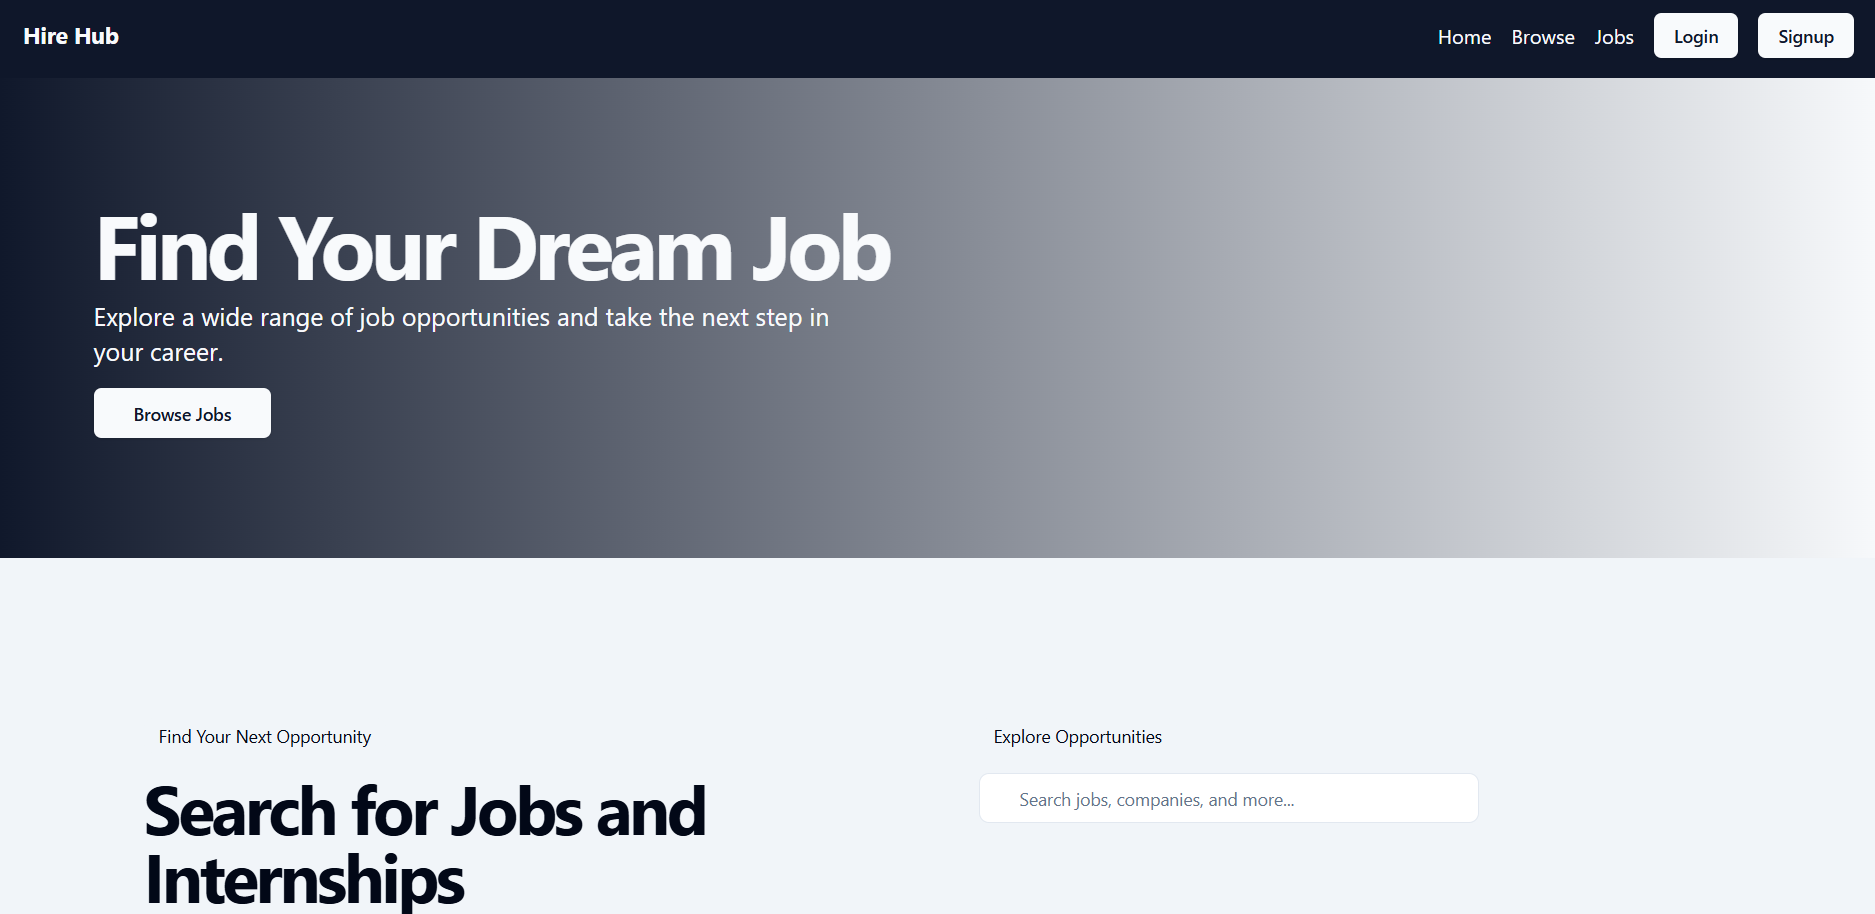 Hire Hub
Home Browse Jobs Login Signup
Find Your Dream Job
Explore a wide range of job opportunities and take the next step in
your career.
Browse Jobs
Find Your Next Opportunity
Search for Jobs and
Internships
Explore Opportunities
Search jobs, companies, and more...